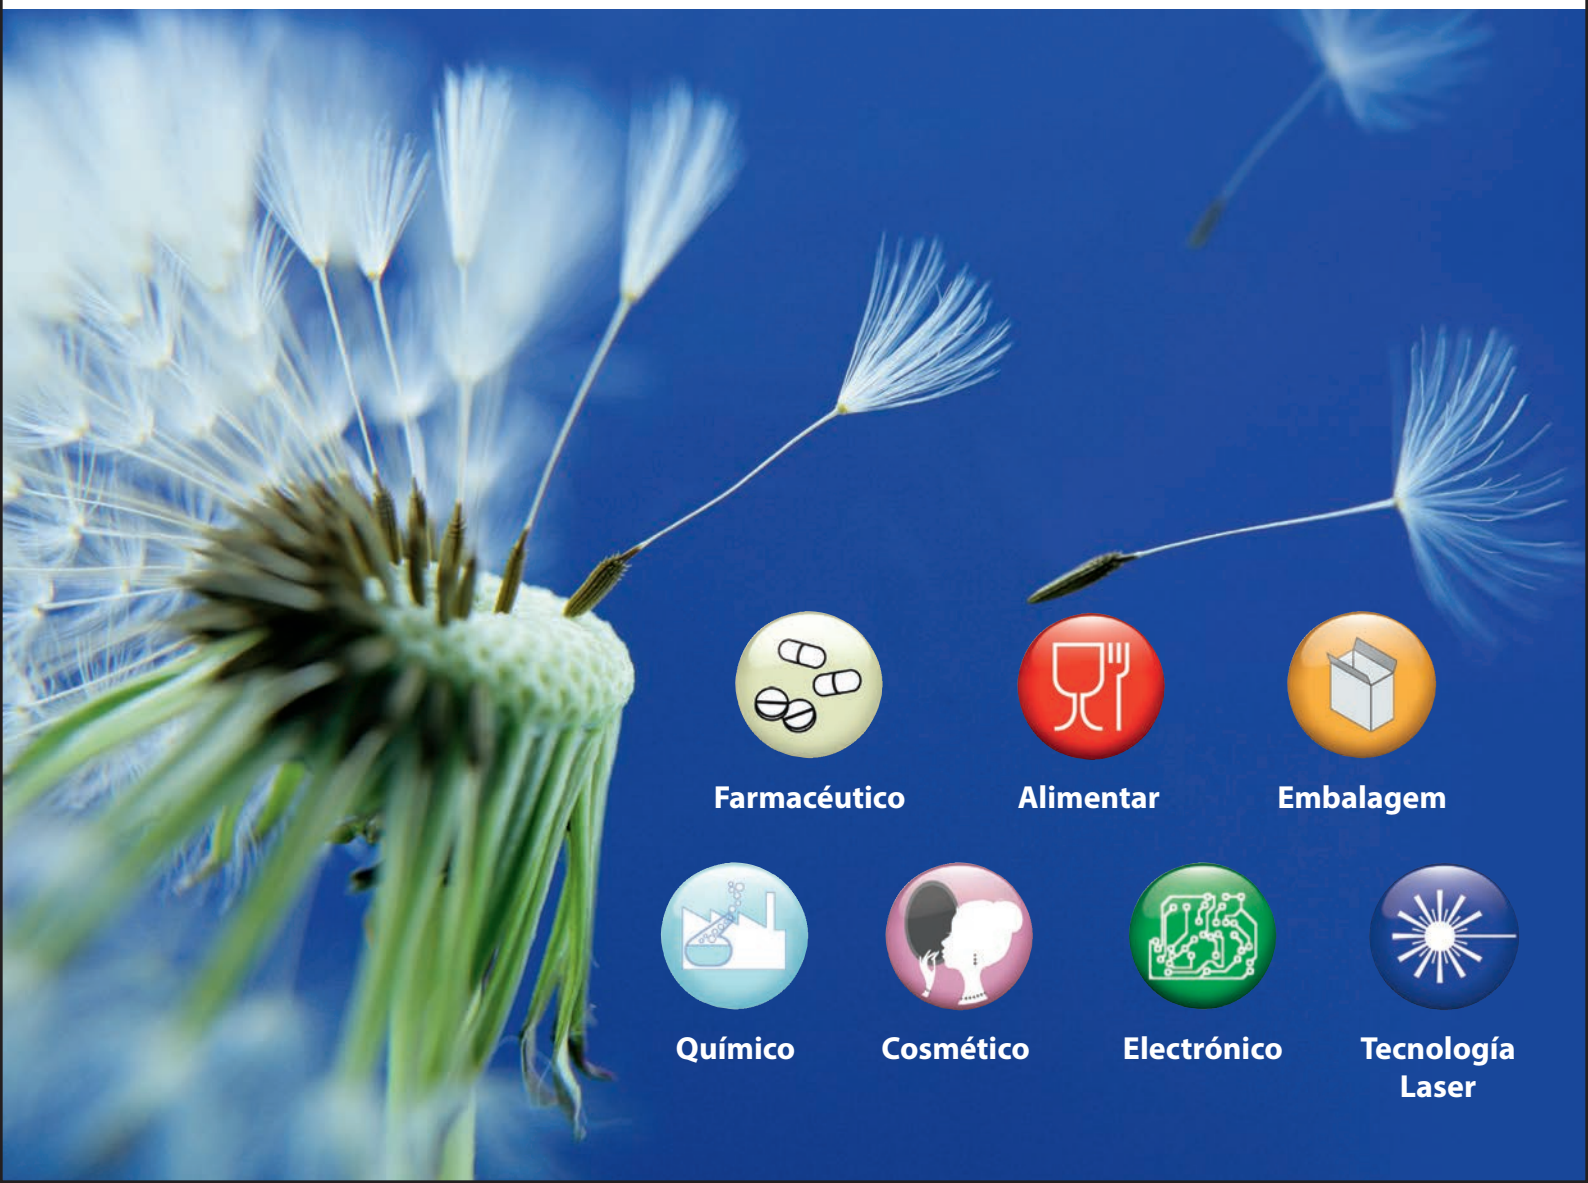 Farmacéutico
Alimentar
Embalagem
Químico
Cosmético
Electrónico
Tecnología
Laser